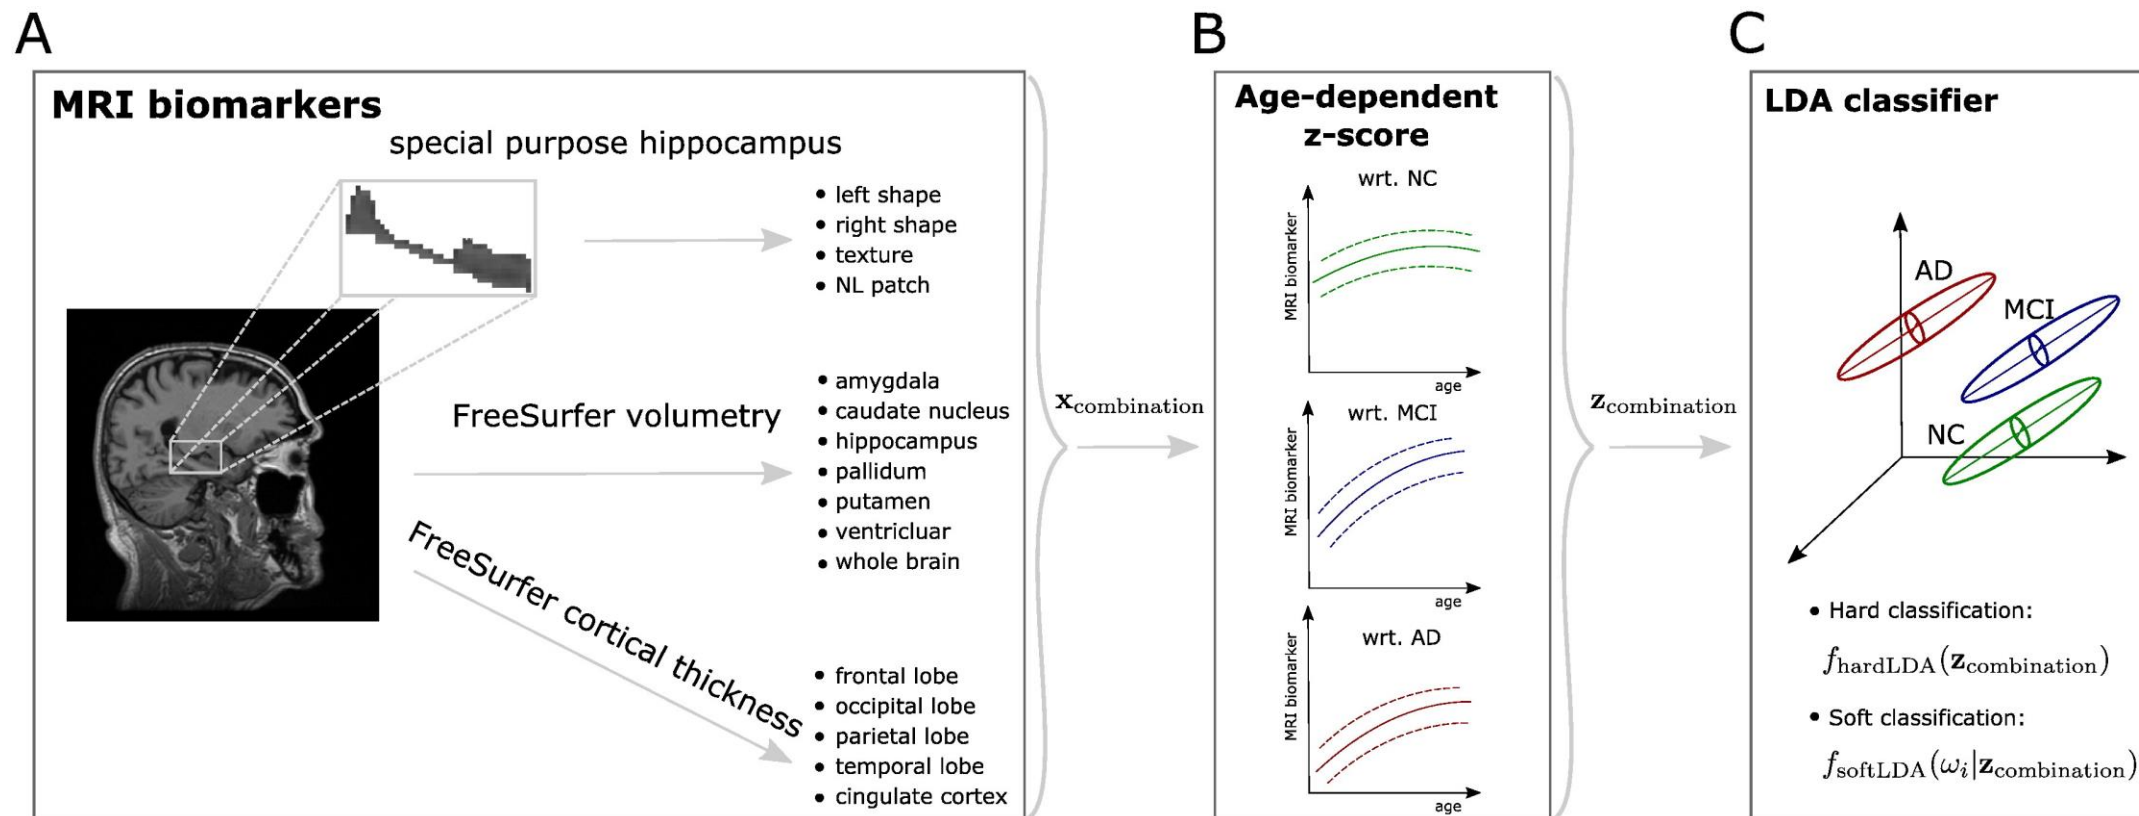 A
MRI biomarkers
special purpose hippocampus
• left shape
• right shape
• texture
• NL patch
FreeSurfer volumetry
• amygdala
• caudate nucleus
• hippocampus
• pallidum
• putamen
• ventricluar
• whole brain
FreeSurfer cortical thickness
• frontal lobe
• occipital lobe
• parietal lobe
• temporal lobe
• cingulate cortex
x_combination
B
Age-dependent
z-score
wrt. NC
MRI biomarker
age
wrt. MCI
MRI biomarker
age
wrt. AD
MRI biomarker
age
z_combination
C
LDA classifier
AD
MCI
NC
• Hard classification:
f_hardLDA(z_combination)
• Soft classification:
f_softLDA(ω_i|z_combination)